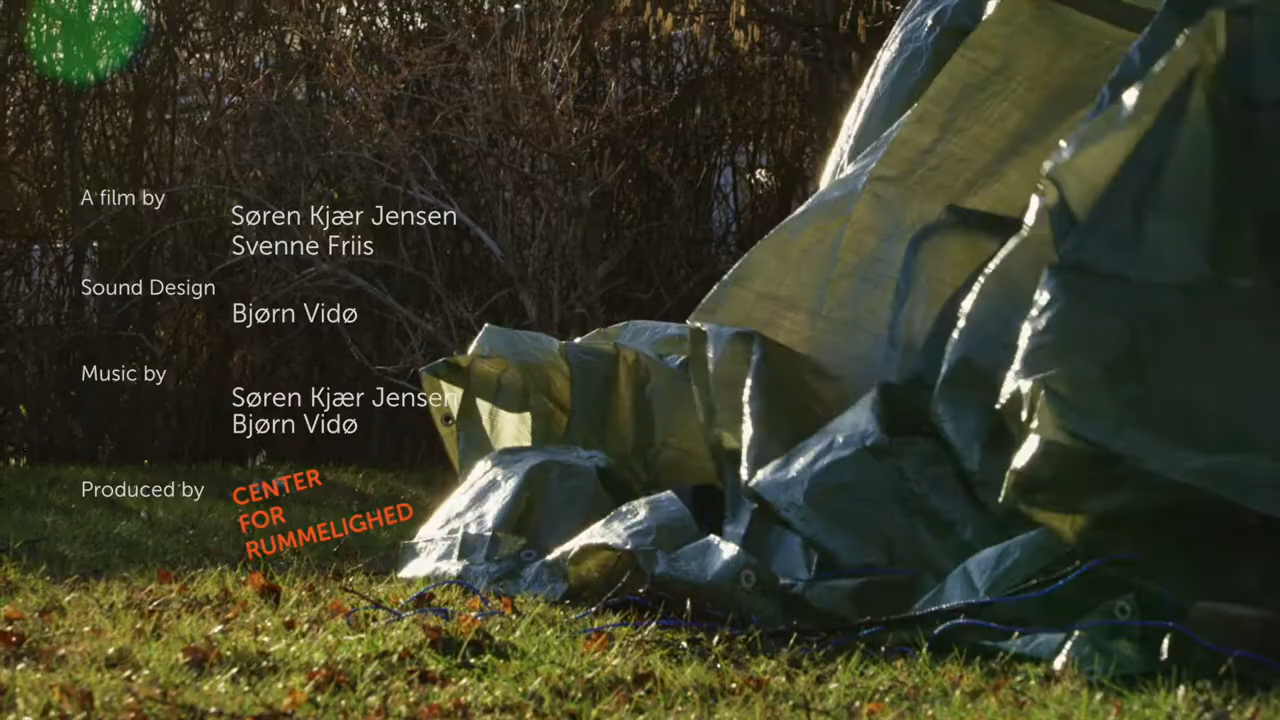 A film by
Søren Kjær Jensen
Svenne Friis
Sound Design
Bjørn Vidø
Music by
Søren Kjær Jensen
Bjørn Vidø
Produced by
CENTER
FOR
RUMMELIGHED